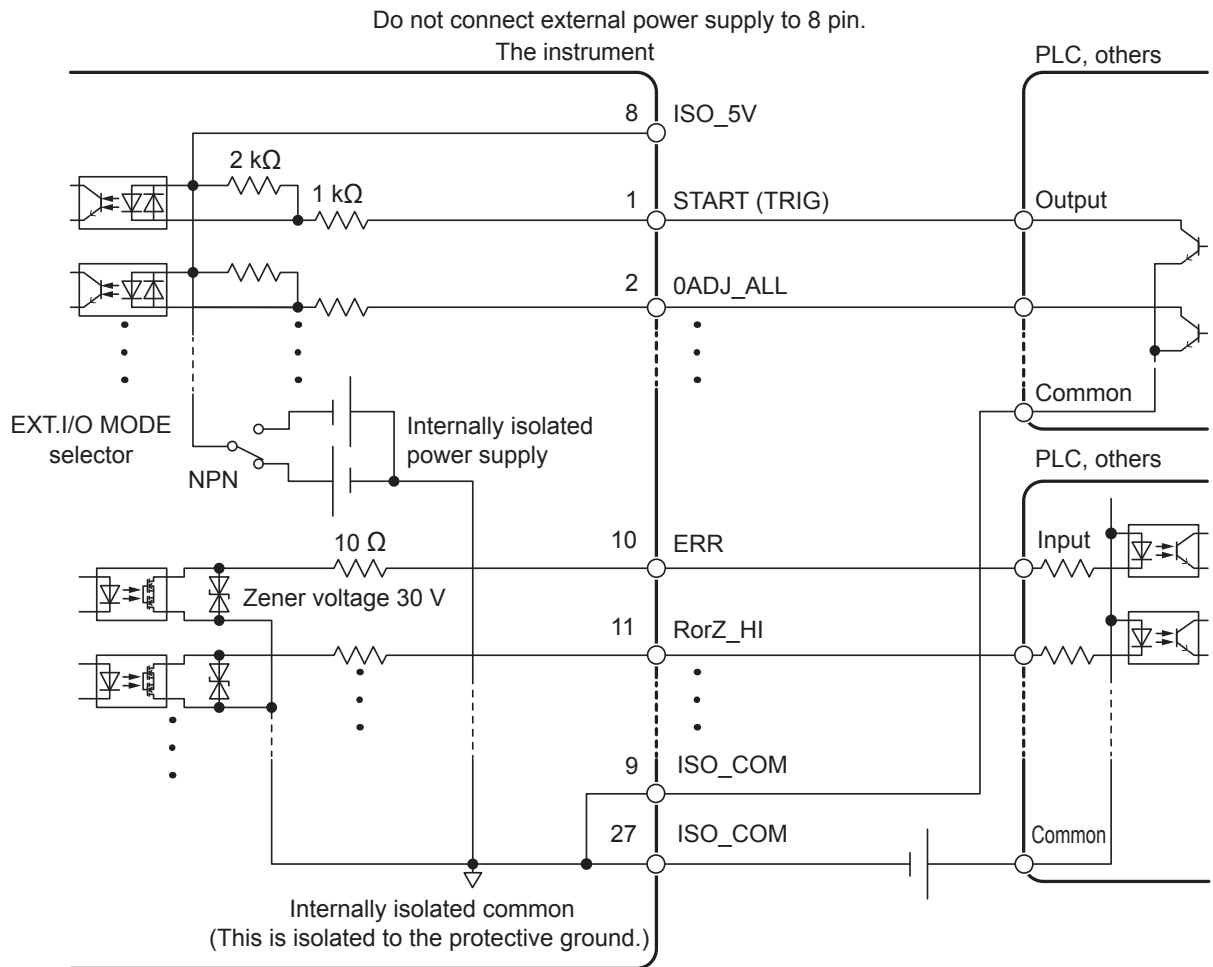 Do not connect external power supply to 8 pin.
The instrument
PLC, others
8 ISO_5V
2 kΩ
1 kΩ
1 START (TRIG)
Output
2 0ADJ_ALL
Common
EXT.I/O MODE
selector
NPN
Internally isolated
power supply
PLC, others
10 Ω
10 ERR
Input
Zener voltage 30 V
11 RorZ_HI
9 ISO_COM
27 ISO_COM
Common
Internally isolated common
(This is isolated to the protective ground.)